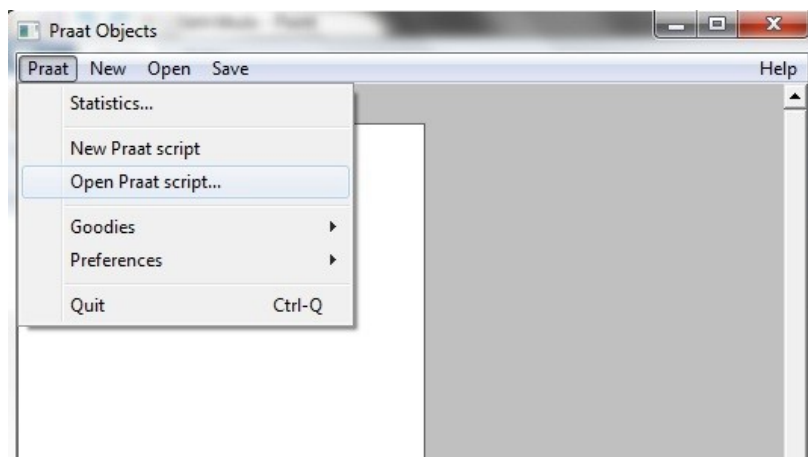 Praat Objects
Praat New Open Save Help
Statistics...
New Praat script
Open Praat script...
Goodies
Preferences
Quit Ctrl-Q